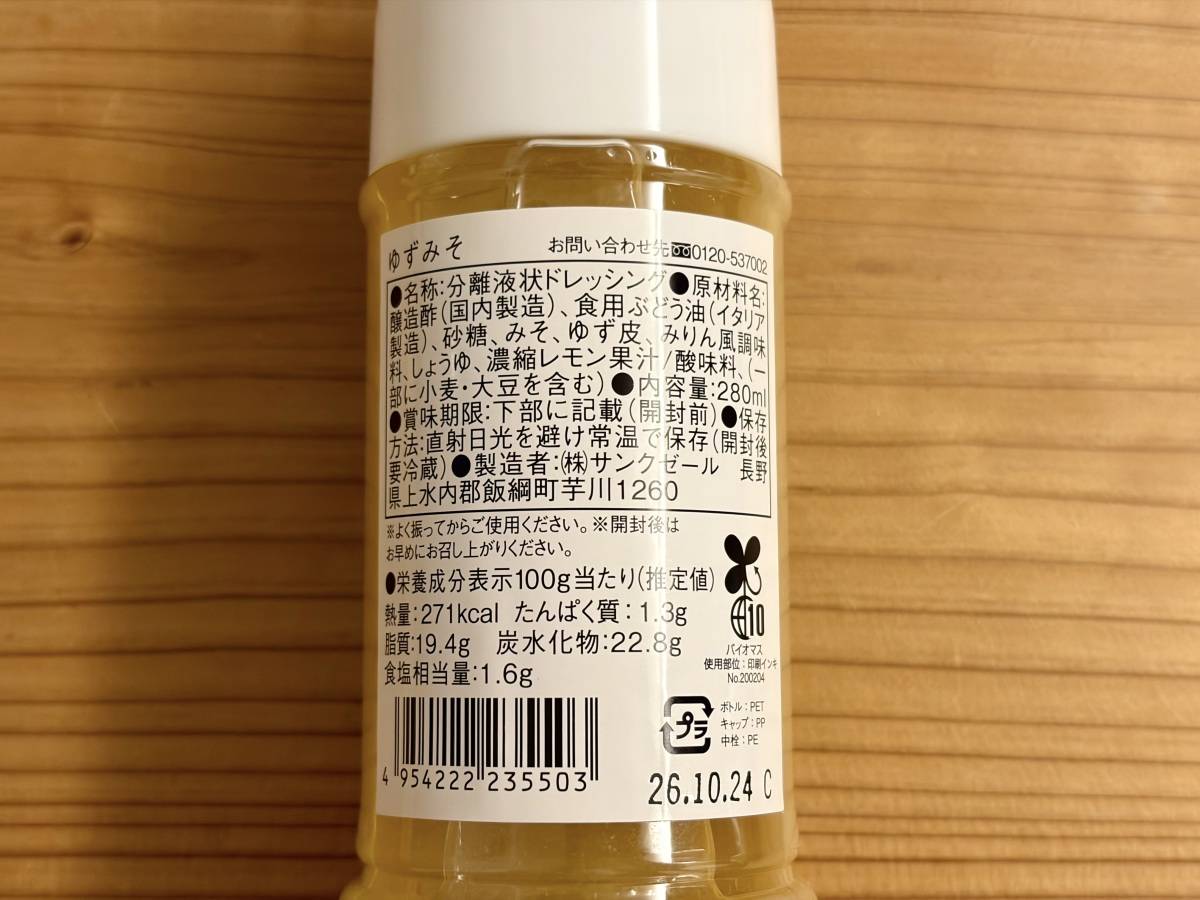 ゆずみそ
お問い合わせ先 0120-537002
●名称:分離液状ドレッシング●原材料名:
醸造酢(国内製造)、食用ぶどう油(イタリア
製造)、砂糖、みそ、ゆず皮、みりん風調味
料、しょうゆ、濃縮レモン果汁/酸味料、(一
部に小麦・大豆を含む)●内容量:280ml
●賞味期限:下部に記載(開封前)●保存
方法:直射日光を避け常温で保存(開封後
要冷蔵)●製造者:(株)サンクゼール 長野
県上水内郡飯綱町芋川1260
※よく振ってからご使用ください。※開封後は
お早めにお召し上がりください。
●栄養成分表示100g当たり(推定値)
熱量:271kcal たんぱく質:1.3g
脂質:19.4g 炭水化物:22.8g
食塩相当量:1.6g
10
バイオマス
使用部位:印刷インキ
No.200204
プラ
ボトル:PET
キャップ:PP
中栓:PE
4 954222 235503
26.10.24 C